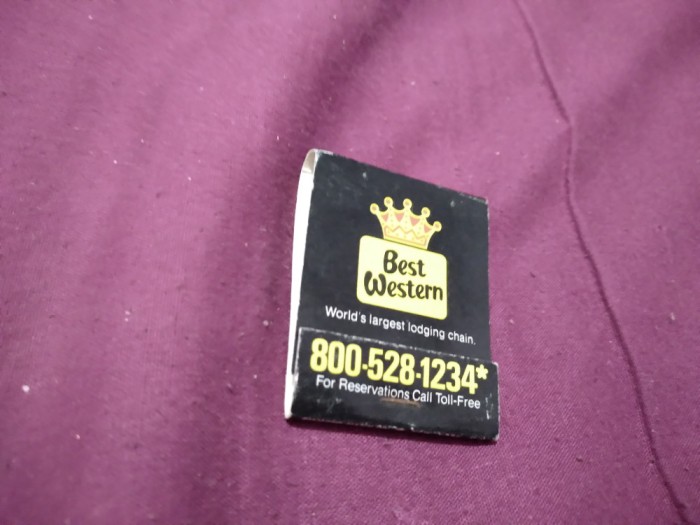 Best
Western
World's largest lodging chain.
800-528-1234*
For Reservations Call Toll-Free